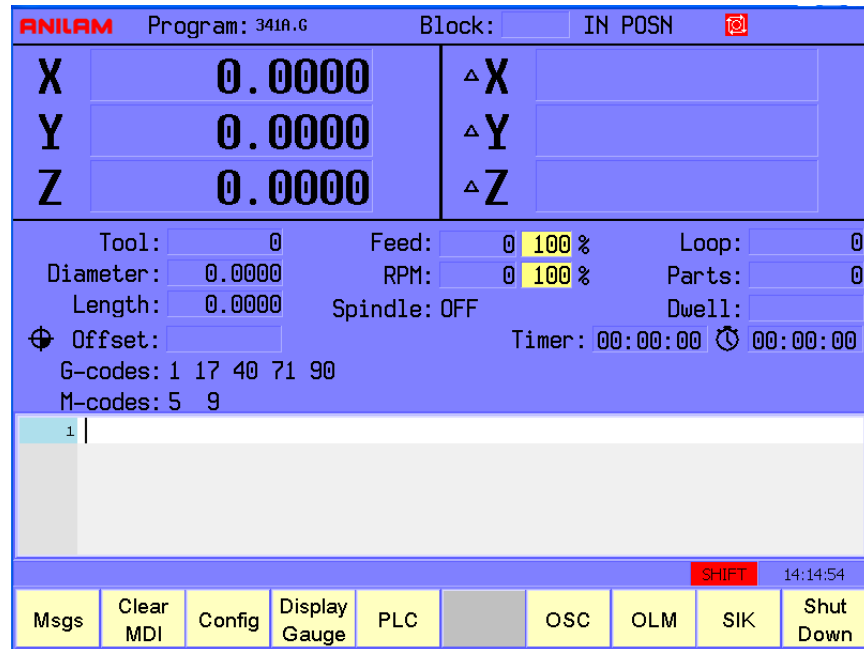 ANILAM Program: 341A.G Block: IN POSN
X 0.0000 △X
Y 0.0000 △Y
Z 0.0000 △Z
Tool: 0 Feed: 0 100 % Loop: 0
Diameter: 0.0000 RPM: 0 100 % Parts: 0
Length: 0.0000 Spindle: OFF Dwell:
Offset: Timer: 00:00:00 00:00:00
G-codes: 1 17 40 71 90
M-codes: 5 9
1
SHIFT 14:14:54
Msgs Clear MDI Config Display Gauge PLC OSC OLM SIK Shut Down